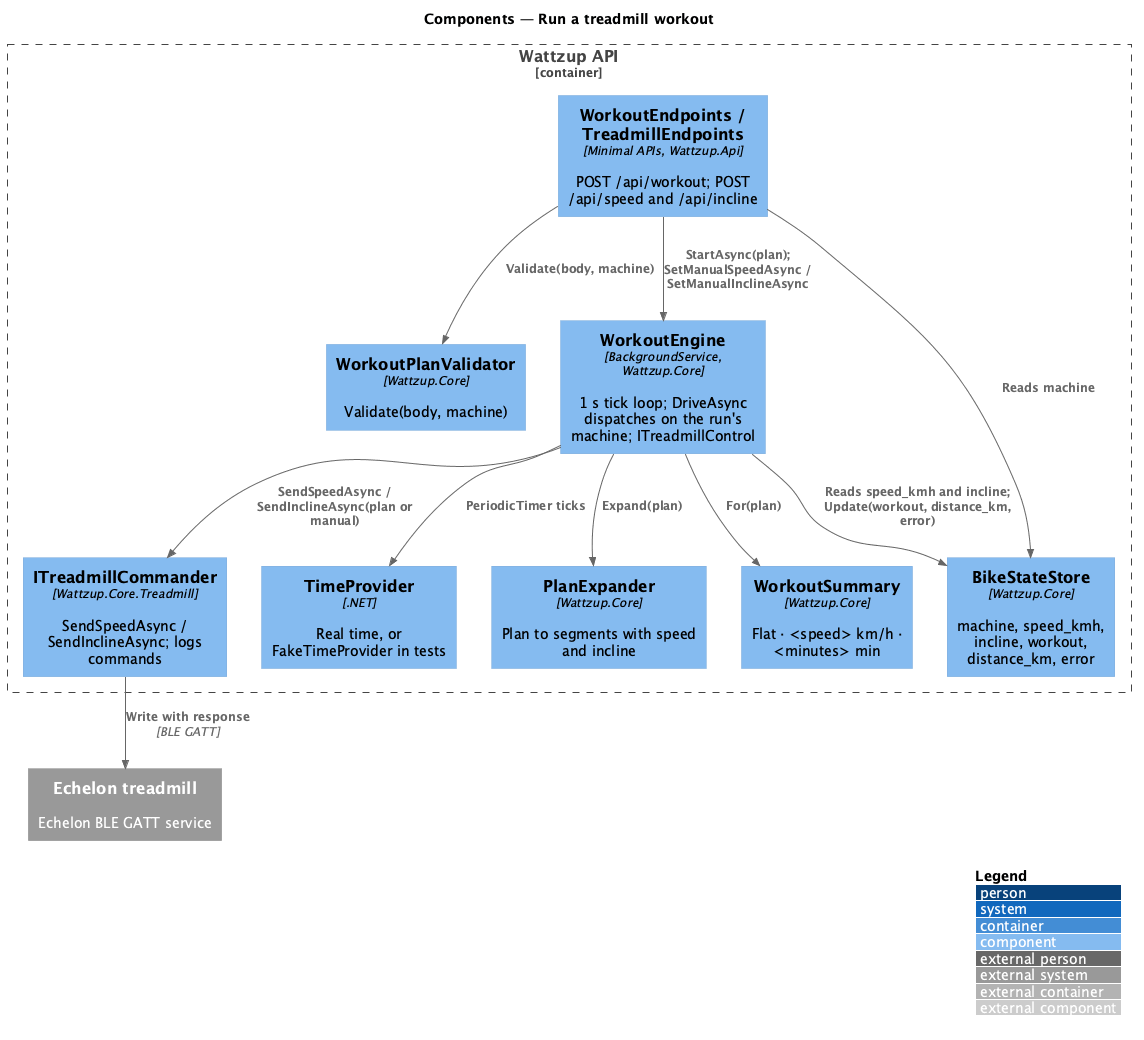 Components — Run a treadmill workout
Wattzup API
[container]
WorkoutEndpoints /
TreadmillEndpoints
[Minimal APIs, Wattzup.Api]
POST /api/workout; POST
/api/speed and /api/incline
Validate(body, machine)
StartAsync(plan);
SetManualSpeedAsync /
SetManualInclineAsync
Reads machine
WorkoutPlanValidator
[Wattzup.Core]
Validate(body, machine)
WorkoutEngine
[BackgroundService,
Wattzup.Core]
1 s tick loop; DriveAsync
dispatches on the run's
machine; ITreadmillControl
SendSpeedAsync /
SendInclineAsync(plan or
manual)
PeriodicTimer ticks
Expand(plan)
For(plan)
Reads speed_kmh and incline;
Update(workout, distance_km,
error)
ITreadmillCommander
[Wattzup.Core.Treadmill]
SendSpeedAsync /
SendInclineAsync; logs
commands
TimeProvider
[.NET]
Real time, or
FakeTimeProvider in tests
PlanExpander
[Wattzup.Core]
Plan to segments with speed
and incline
WorkoutSummary
[Wattzup.Core]
Flat · <speed> km/h ·
<minutes> min
BikeStateStore
[Wattzup.Core]
machine, speed_kmh,
incline, workout,
distance_km, error
Write with response
[BLE GATT]
Echelon treadmill
Echelon BLE GATT service
Legend
person
system
container
component
external person
external system
external container
external component